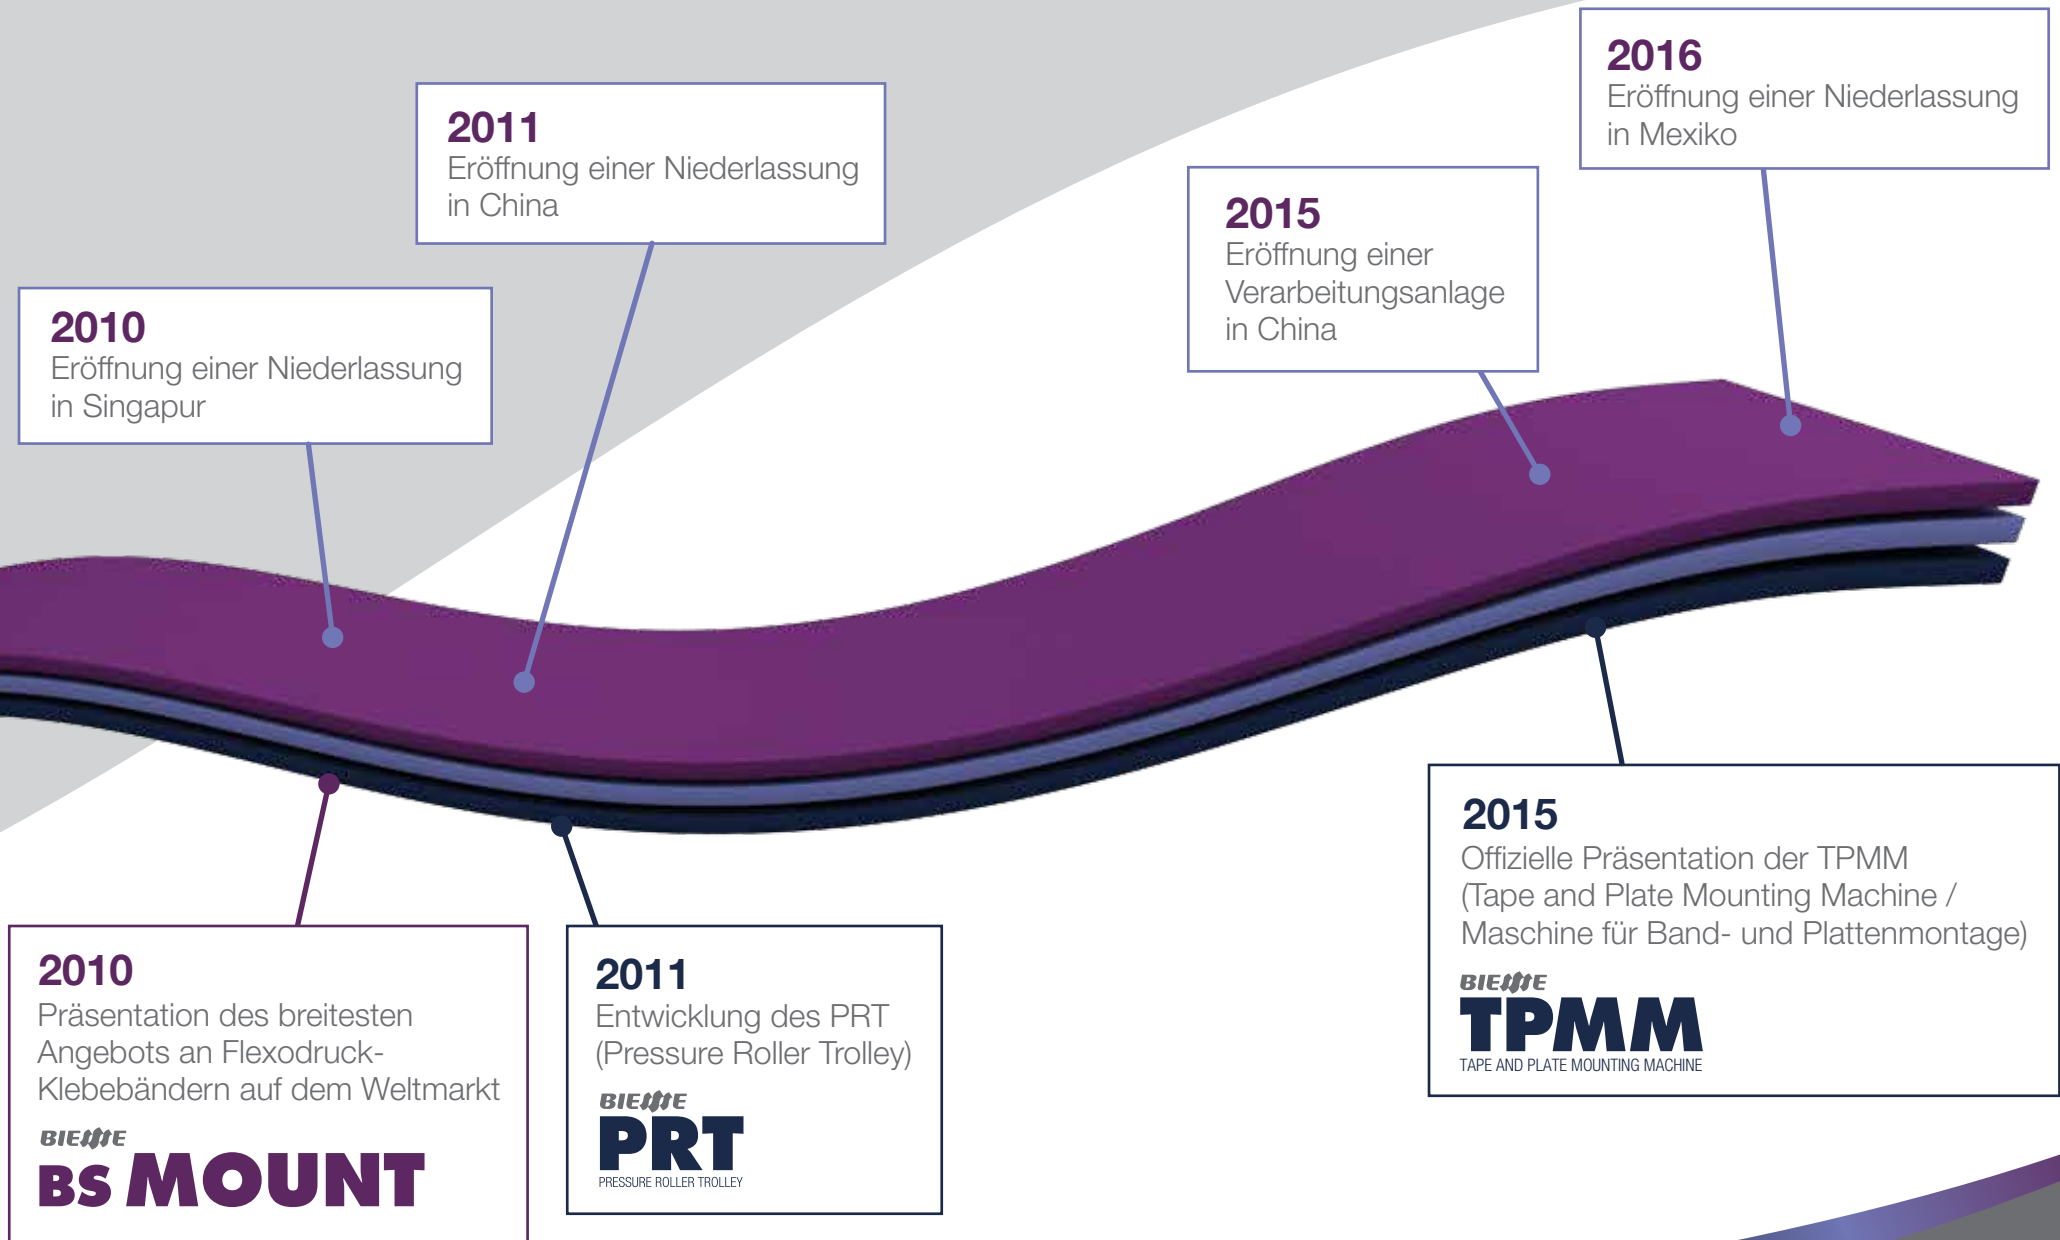 2010
Eröffnung einer Niederlassung
in Singapur
2011
Eröffnung einer Niederlassung
in China
2015
Eröffnung einer
Verarbeitungsanlage
in China
2016
Eröffnung einer Niederlassung
in Mexiko
2010
Präsentation des breitesten
Angebots an Flexodruck-
Klebebändern auf dem Weltmarkt
BIESSSE
BS MOUNT
2011
Entwicklung des PRT
(Pressure Roller Trolley)
BIESSSE
PRT
PRESSURE ROLLER TROLLEY
2015
Offizielle Präsentation der TPMM
(Tape and Plate Mounting Machine /
Maschine für Band- und Plattenmontage)
BIESSSE
TPMM
TAPE AND PLATE MOUNTING MACHINE